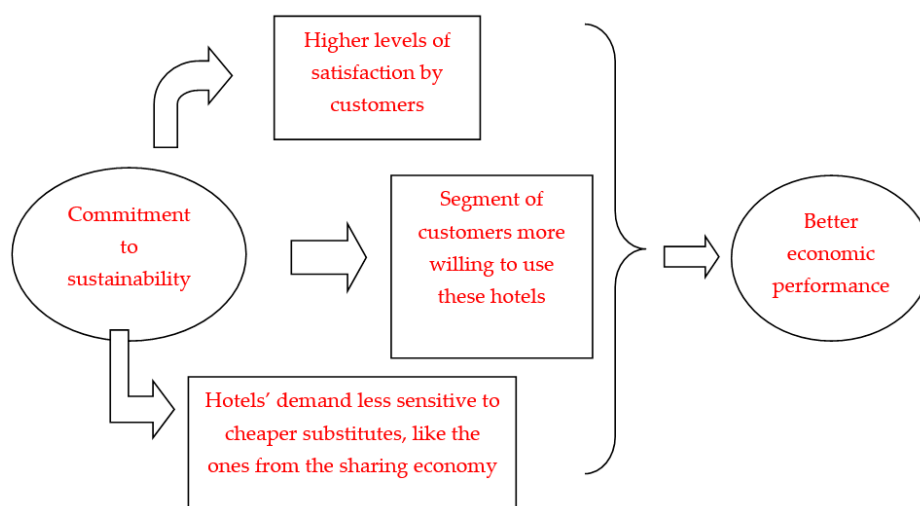 Higher levels of
satisfaction by
customers
Commitment
to
sustainability
Segment of
customers more
willing to use
these hotels
Better
economic
performance
Hotels’ demand less sensitive to
cheaper substitutes, like the
ones from the sharing economy